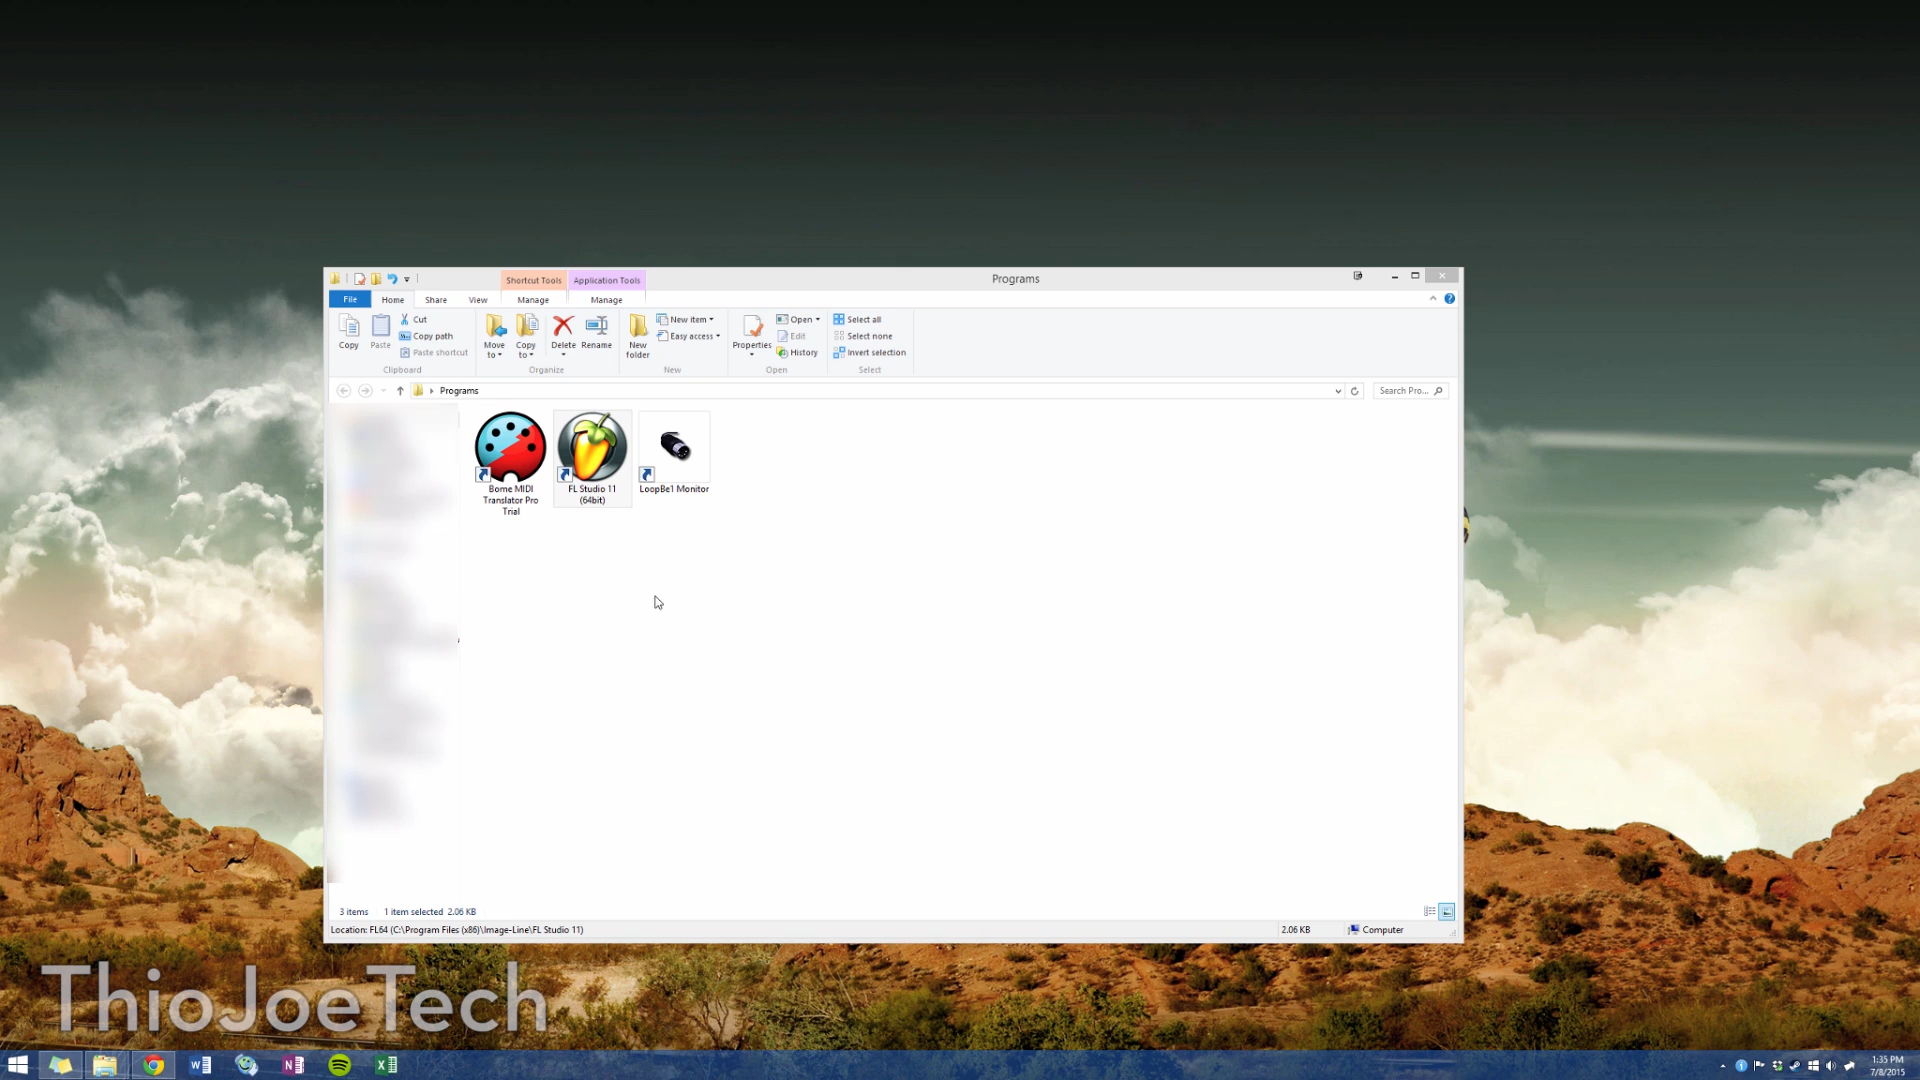 Shortcut Tools
Application Tools
Programs
File
Home
Share
View
Manage
Manage
Copy
Paste
Cut
Copy path
Paste shortcut
Clipboard
Move to
Copy to
Delete
Rename
Organize
New folder
New item
Easy access
New
Properties
Open
Edit
History
Open
Select all
Select none
Invert selection
Select
Programs
Search Pro...
Bome MIDI
Translator Pro
Trial
FL Studio 11
(64bit)
LoopBe1 Monitor
3 items
1 item selected 2.06 KB
Location: FL64 (C:\Program Files (x86)\Image-Line\FL Studio 11)
2.06 KB
Computer
ThioJoeTech
1:35 PM
7/8/2015